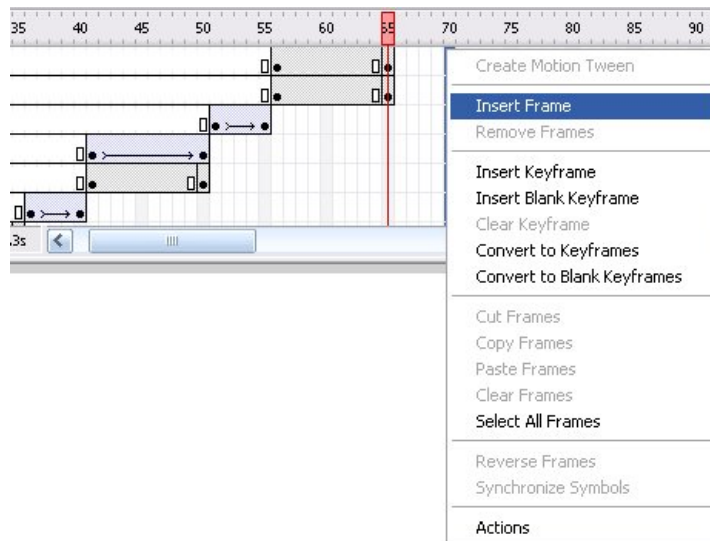 35 40 45 50 55 60 65 70 75 80 85 90
Create Motion Tween
Insert Frame
Remove Frames
Insert Keyframe
Insert Blank Keyframe
Clear Keyframe
Convert to Keyframes
Convert to Blank Keyframes
.3s
Cut Frames
Copy Frames
Paste Frames
Clear Frames
Select All Frames
Reverse Frames
Synchronize Symbols
Actions